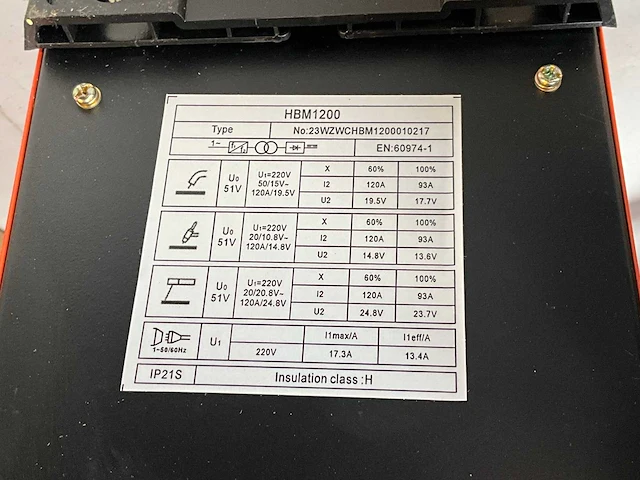 HBM1200
Type No:23WZWCHBM1200010217
1~ f1 f2 EN:60974-1
U0 51V U1=220V 50/15V~ 120A/19.5V
X 60% 100%
I2 120A 93A
U2 19.5V 17.7V
U0 51V U1=220V 20/10.8V~ 120A/14.8V
X 60% 100%
I2 120A 93A
U2 14.8V 13.6V
U0 51V U1=220V 20/20.8V~ 120A/24.8V
X 60% 100%
I2 120A 93A
U2 24.8V 23.7V
1~50/60Hz U1 I1max/A I1eff/A
220V 17.3A 13.4A
IP21S Insulation class :H